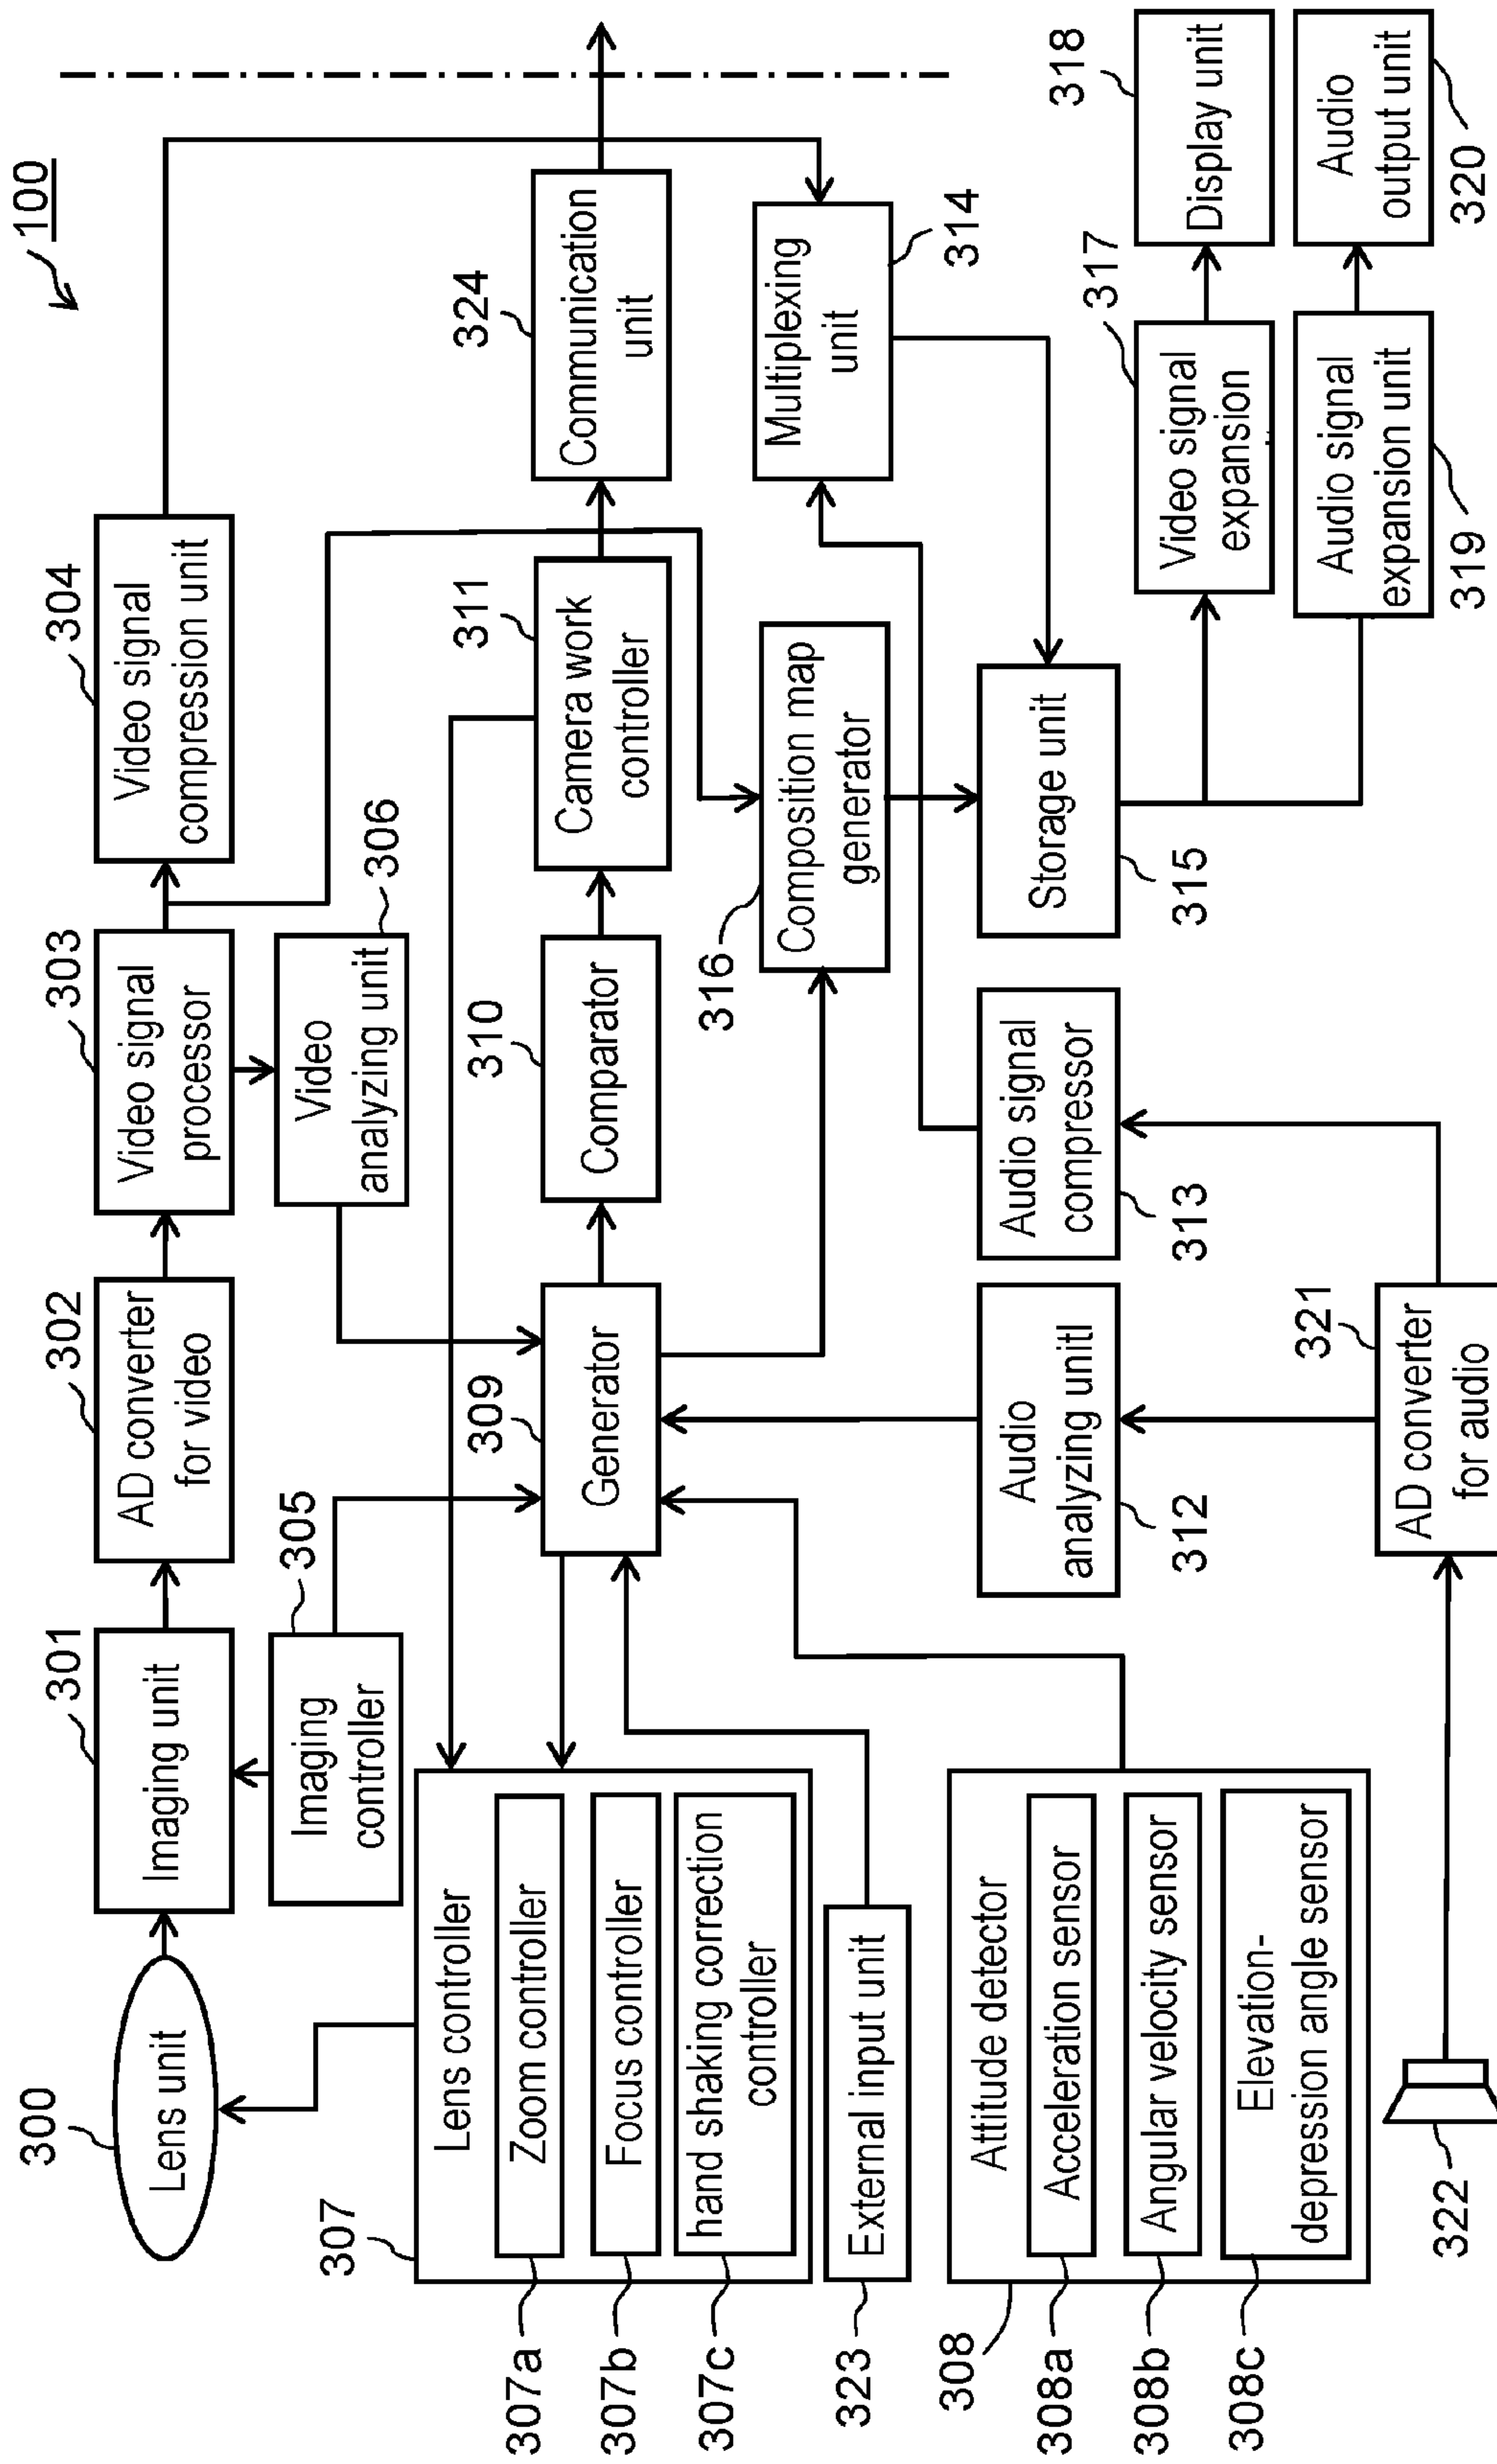 100
300
Lens unit
301
Imaging unit
302
AD converter
for video
303
Video signal
processor
304
Video signal
compression unit
305
Imaging
controller
306
Video
analyzing unit
307
Lens controller
307a
Zoom controller
307b
Focus controller
307c
hand shaking correction
controller
309
Generator
310
Comparator
311
Camera work
controller
324
Communication
unit
323
External input unit
316
Composition map
generator
Multiplexing
unit
314
308
Attitude detector
308a
Acceleration sensor
308b
Angular velocity sensor
308c
Elevation-
depression angle sensor
Audio
analyzing unitl
312
Audio signal
compressor
313
Storage unit
315
317
Video signal
expansion
318
Display unit
Audio signal
expansion unit
319
Audio
output unit
320
322
321
AD converter
for audio